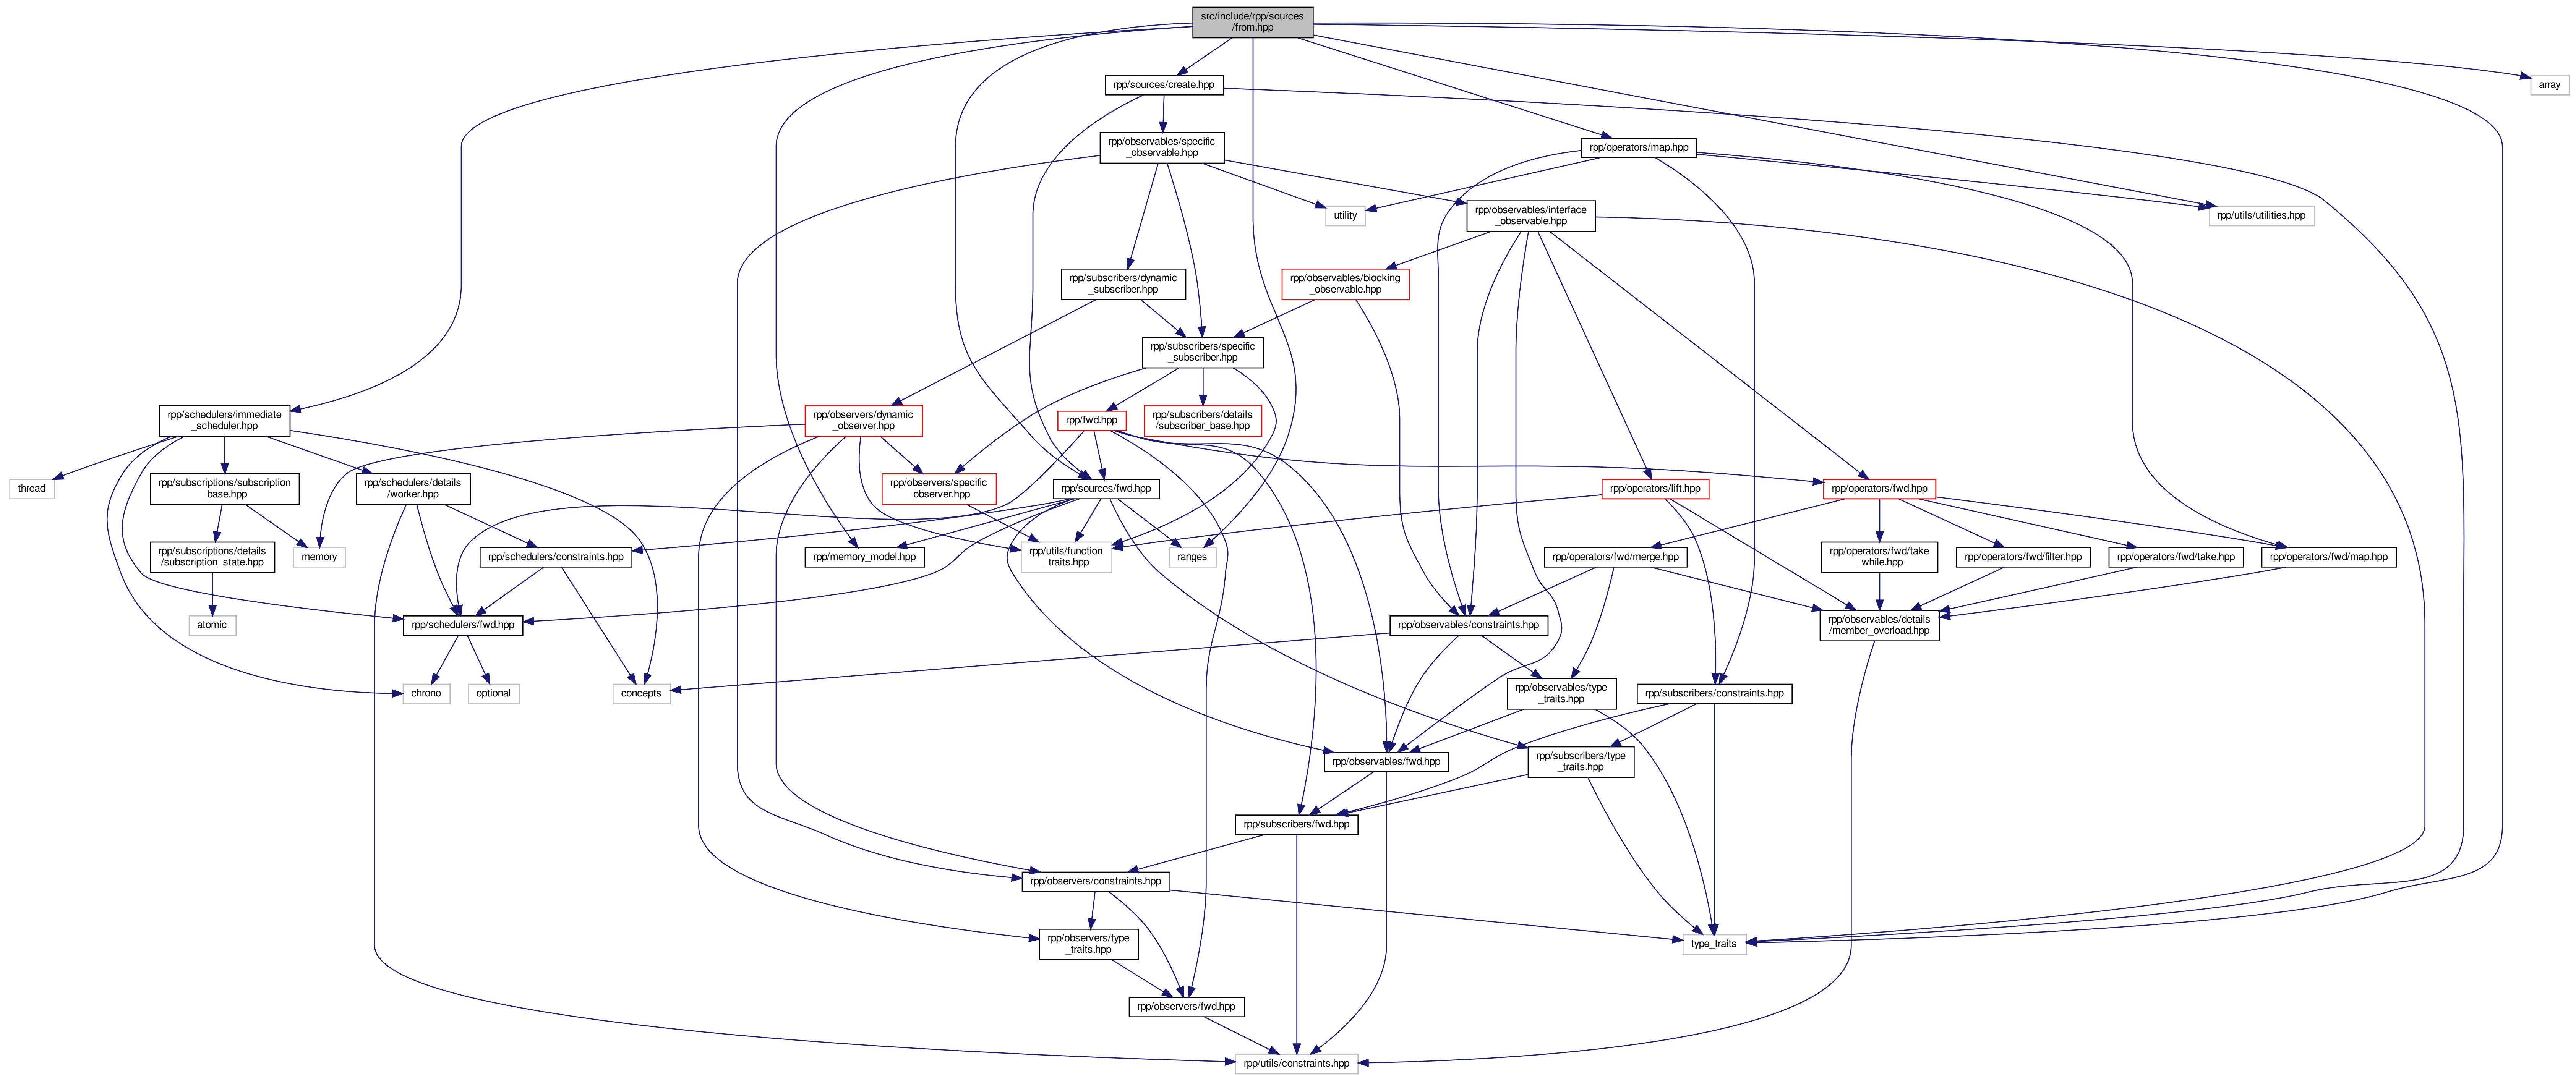 src/include/rpp/sources
/from.hpp
rpp/sources/create.hpp
array
rpp/observables/specific
_observable.hpp
rpp/operators/map.hpp
utility
rpp/observables/interface
_observable.hpp
rpp/utils/utilities.hpp
rpp/subscribers/dynamic
_subscriber.hpp
rpp/observables/blocking
_observable.hpp
rpp/subscribers/specific
_subscriber.hpp
rpp/schedulers/immediate
_scheduler.hpp
rpp/observers/dynamic
_observer.hpp
rpp/fwd.hpp
rpp/subscribers/details
/subscriber_base.hpp
thread
rpp/subscriptions/subscription
_base.hpp
rpp/schedulers/details
/worker.hpp
rpp/observers/specific
_observer.hpp
rpp/sources/fwd.hpp
rpp/operators/lift.hpp
rpp/operators/fwd.hpp
rpp/subscriptions/details
/subscription_state.hpp
memory
rpp/schedulers/constraints.hpp
rpp/memory_model.hpp
rpp/utils/function
_traits.hpp
ranges
rpp/operators/fwd/merge.hpp
rpp/operators/fwd/take
_while.hpp
rpp/operators/fwd/filter.hpp
rpp/operators/fwd/take.hpp
rpp/operators/fwd/map.hpp
atomic
rpp/schedulers/fwd.hpp
rpp/observables/constraints.hpp
rpp/observables/details
/member_overload.hpp
chrono
optional
concepts
rpp/observables/type
_traits.hpp
rpp/subscribers/constraints.hpp
rpp/observables/fwd.hpp
rpp/subscribers/type
_traits.hpp
rpp/subscribers/fwd.hpp
rpp/observers/constraints.hpp
rpp/observers/type
_traits.hpp
type_traits
rpp/observers/fwd.hpp
rpp/utils/constraints.hpp